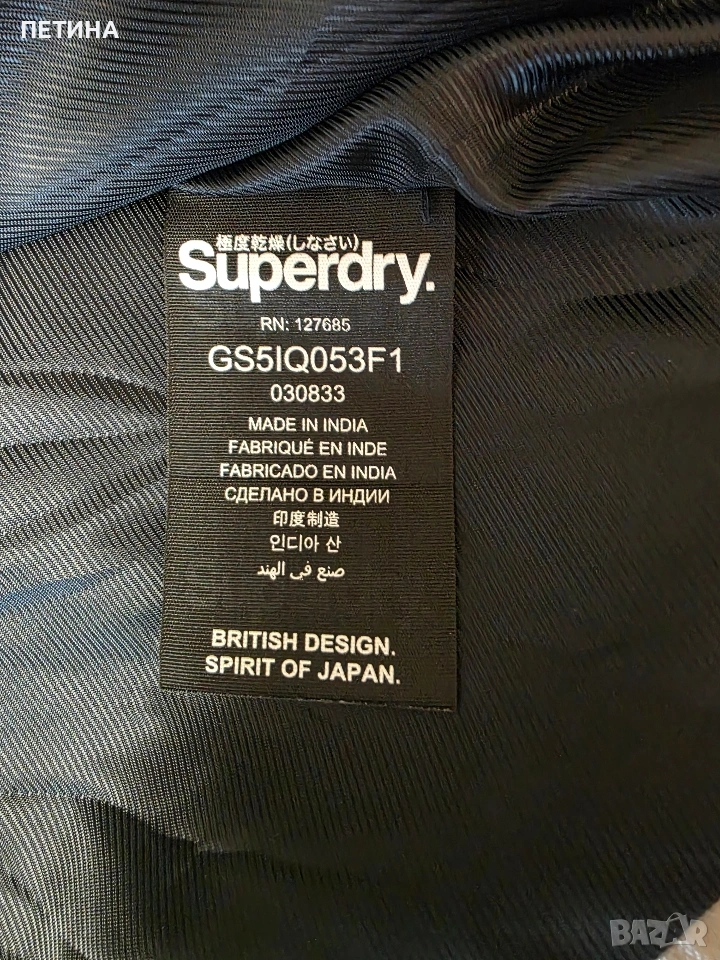 ПЕТИНА
極度乾燥(しなさい)
Superdry.
RN: 127685
GS5IQ053F1
030833
MADE IN INDIA
FABRIQUÉ EN INDE
FABRICADO EN INDIA
СДЕЛАНО В ИНДИИ
印度制造
인디아 산
صنع في الهند
BRITISH DESIGN.
SPIRIT OF JAPAN.
BAZAR